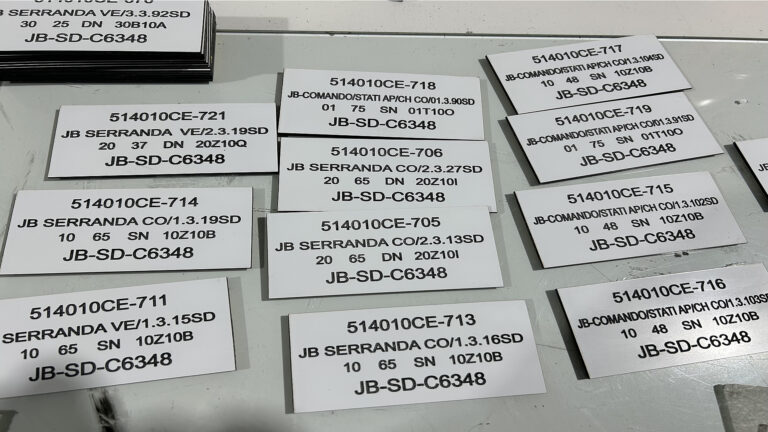 30 25 DN 30B10A
JB-SD-C6348
514010CE-721
JB SERRANDA VE/2.3.19SD
20 37 DN 20Z10Q
JB-SD-C6348
514010CE-714
JB SERRANDA CO/1.3.19SD
10 65 SN 10Z10B
JB-SD-C6348
514010CE-711
SERRANDA VE/1.3.15SD
10 65 SN 10Z10B
JB-SD-C6348
514010CE-718
JB-COMANDO/STATI AP/CH CO/01.3.90SD
01 75 SN 01T10O
JB-SD-C6348
514010CE-706
JB SERRANDA CO/2.3.27SD
20 65 DN 20Z10I
JB-SD-C6348
514010CE-705
JB SERRANDA CO/2.3.13SD
20 65 DN 20Z10I
JB-SD-C6348
514010CE-713
JB SERRANDA CO/1.3.16SD
10 65 SN 10Z10B
JB-SD-C6348
514010CE-717
JB-COMANDO/STATI AP/CH CO/1.3.104SD
10 48 SN 10Z10B
JB-SD-C6348
514010CE-719
JB-COMANDO/STATI AP/CH CO/01.3.91SD
01 75 SN 01T10O
JB-SD-C6348
514010CE-715
JB-COMANDO/STATI AP/CH CO/1.3.102SD
10 48 SN 10Z10B
JB-SD-C6348
514010CE-716
JB-COMANDO/STATI AP/CH CO/1.3.103SD
10 48 SN 10Z10B
JB-SD-C6348